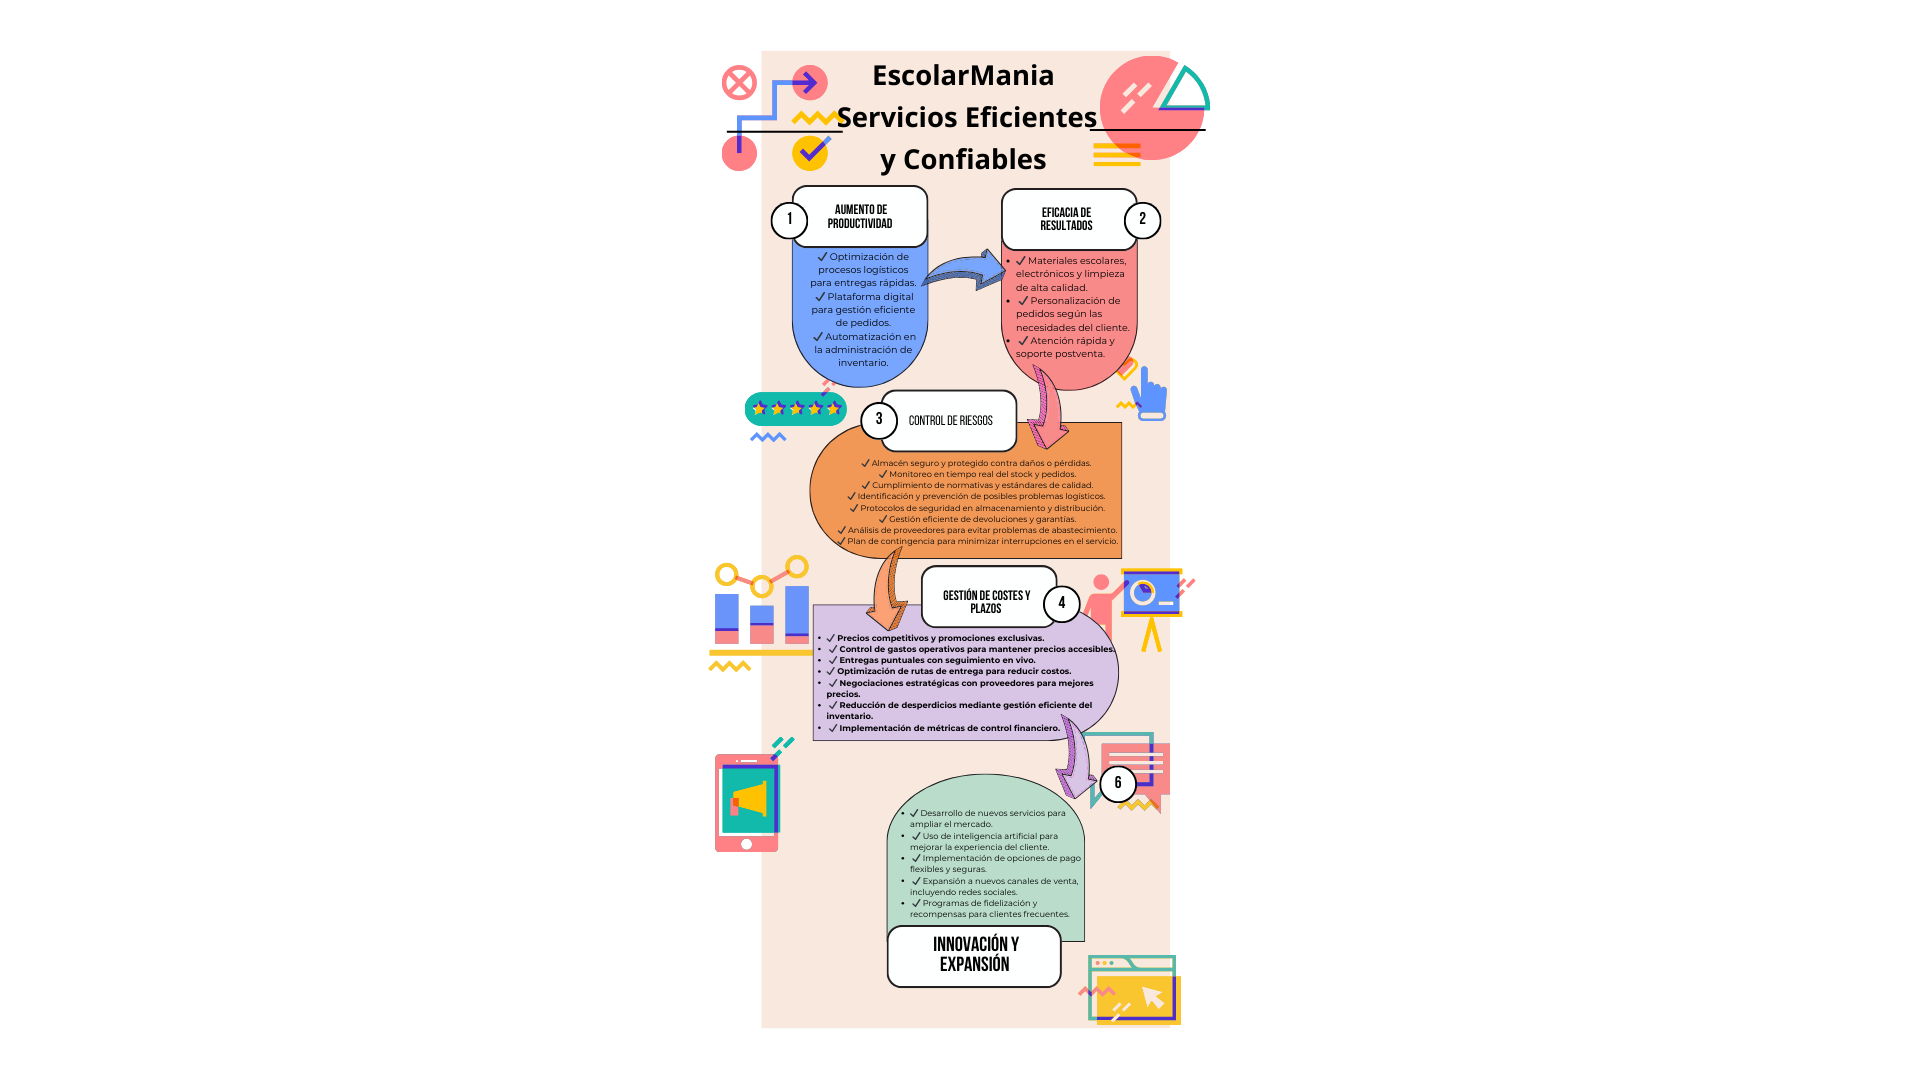 EscolarMania
Servicios Eficientes
y Confiables
1
AUMENTO DE
PRODUCTIVIDAD
✓ Optimización de
procesos logísticos
para entregas rápidas.
✓ Plataforma digital
para gestión eficiente
de pedidos.
✓ Automatización en
la administración de
inventario.
EFICACIA DE
RESULTADOS
2
• ✓ Materiales escolares,
electrónicos y limpieza
de alta calidad.
• ✓ Personalización de
pedidos según las
necesidades del cliente.
• ✓ Atención rápida y
soporte postventa.
3
CONTROL DE RIESGOS
✓ Almacén seguro y protegido contra daños o pérdidas.
✓ Monitoreo en tiempo real del stock y pedidos.
✓ Cumplimiento de normativas y estándares de calidad.
✓ Identificación y prevención de posibles problemas logísticos.
✓ Protocolos de seguridad en almacenamiento y distribución.
✓ Gestión eficiente de devoluciones y garantías.
✓ Análisis de proveedores para evitar problemas de abastecimiento.
✓ Plan de contingencia para minimizar interrupciones en el servicio.
GESTIÓN DE COSTES Y
PLAZOS
4
• ✓ Precios competitivos y promociones exclusivas.
• ✓ Control de gastos operativos para mantener precios accesibles.
• ✓ Entregas puntuales con seguimiento en vivo.
• ✓ Optimización de rutas de entrega para reducir costos.
• ✓ Negociaciones estratégicas con proveedores para mejores
precios.
• ✓ Reducción de desperdicios mediante gestión eficiente del
inventario.
• ✓ Implementación de métricas de control financiero.
6
• ✓ Desarrollo de nuevos servicios para
ampliar el mercado.
• ✓ Uso de inteligencia artificial para
mejorar la experiencia del cliente.
• ✓ Implementación de opciones de pago
flexibles y seguras.
• ✓ Expansión a nuevos canales de venta,
incluyendo redes sociales.
• ✓ Programas de fidelización y
recompensas para clientes frecuentes.
INNOVACIÓN Y
EXPANSIÓN